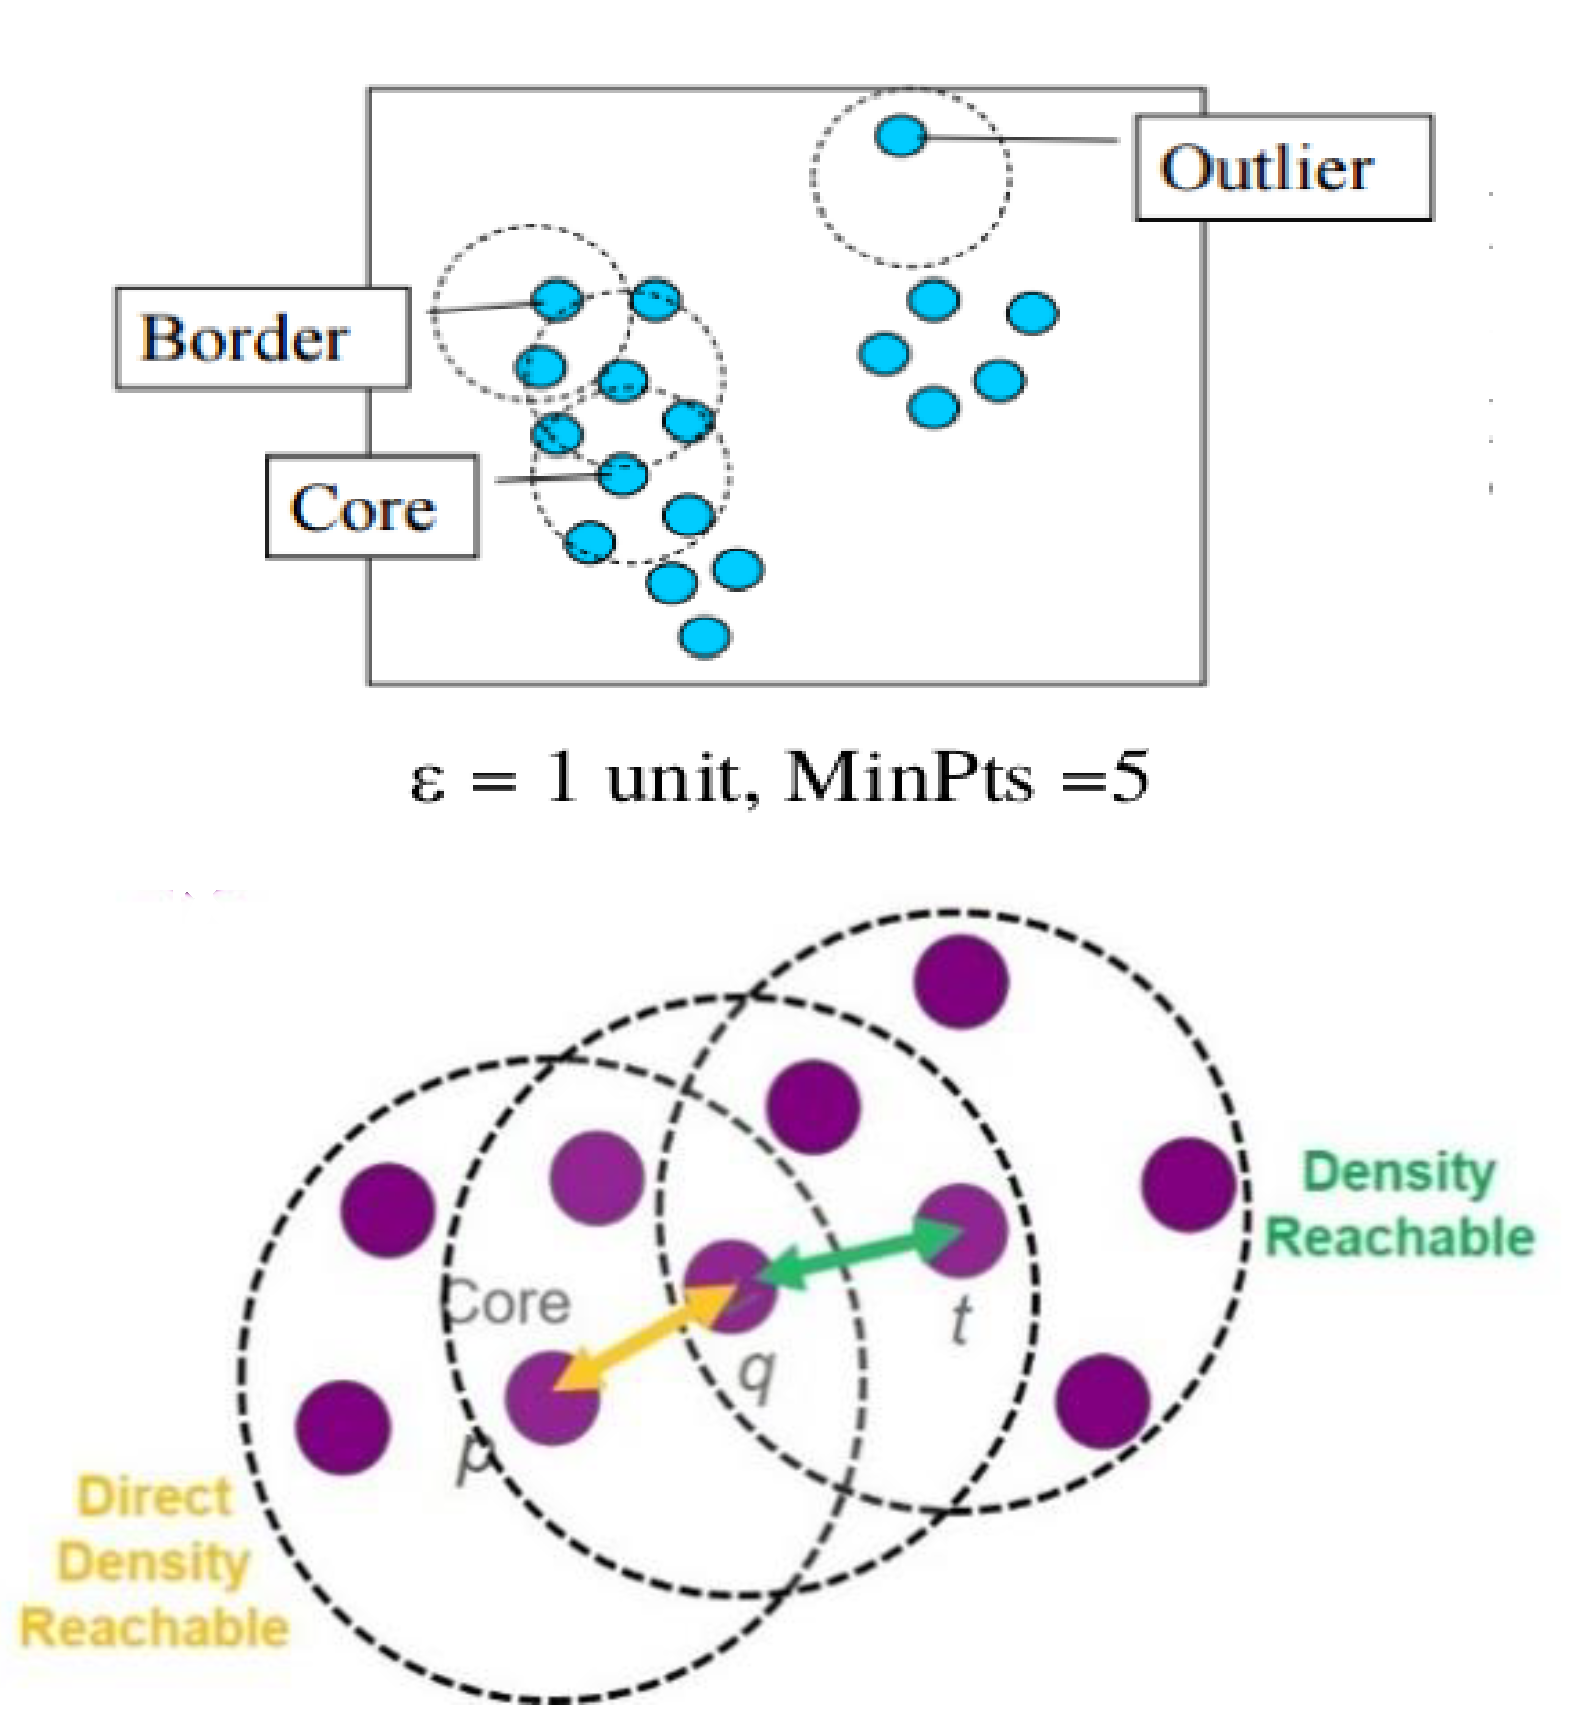 Outlier
Border
Core
ε = 1 unit, MinPts =5
Density
Reachable
Core
t
q
p
Direct
Density
Reachable